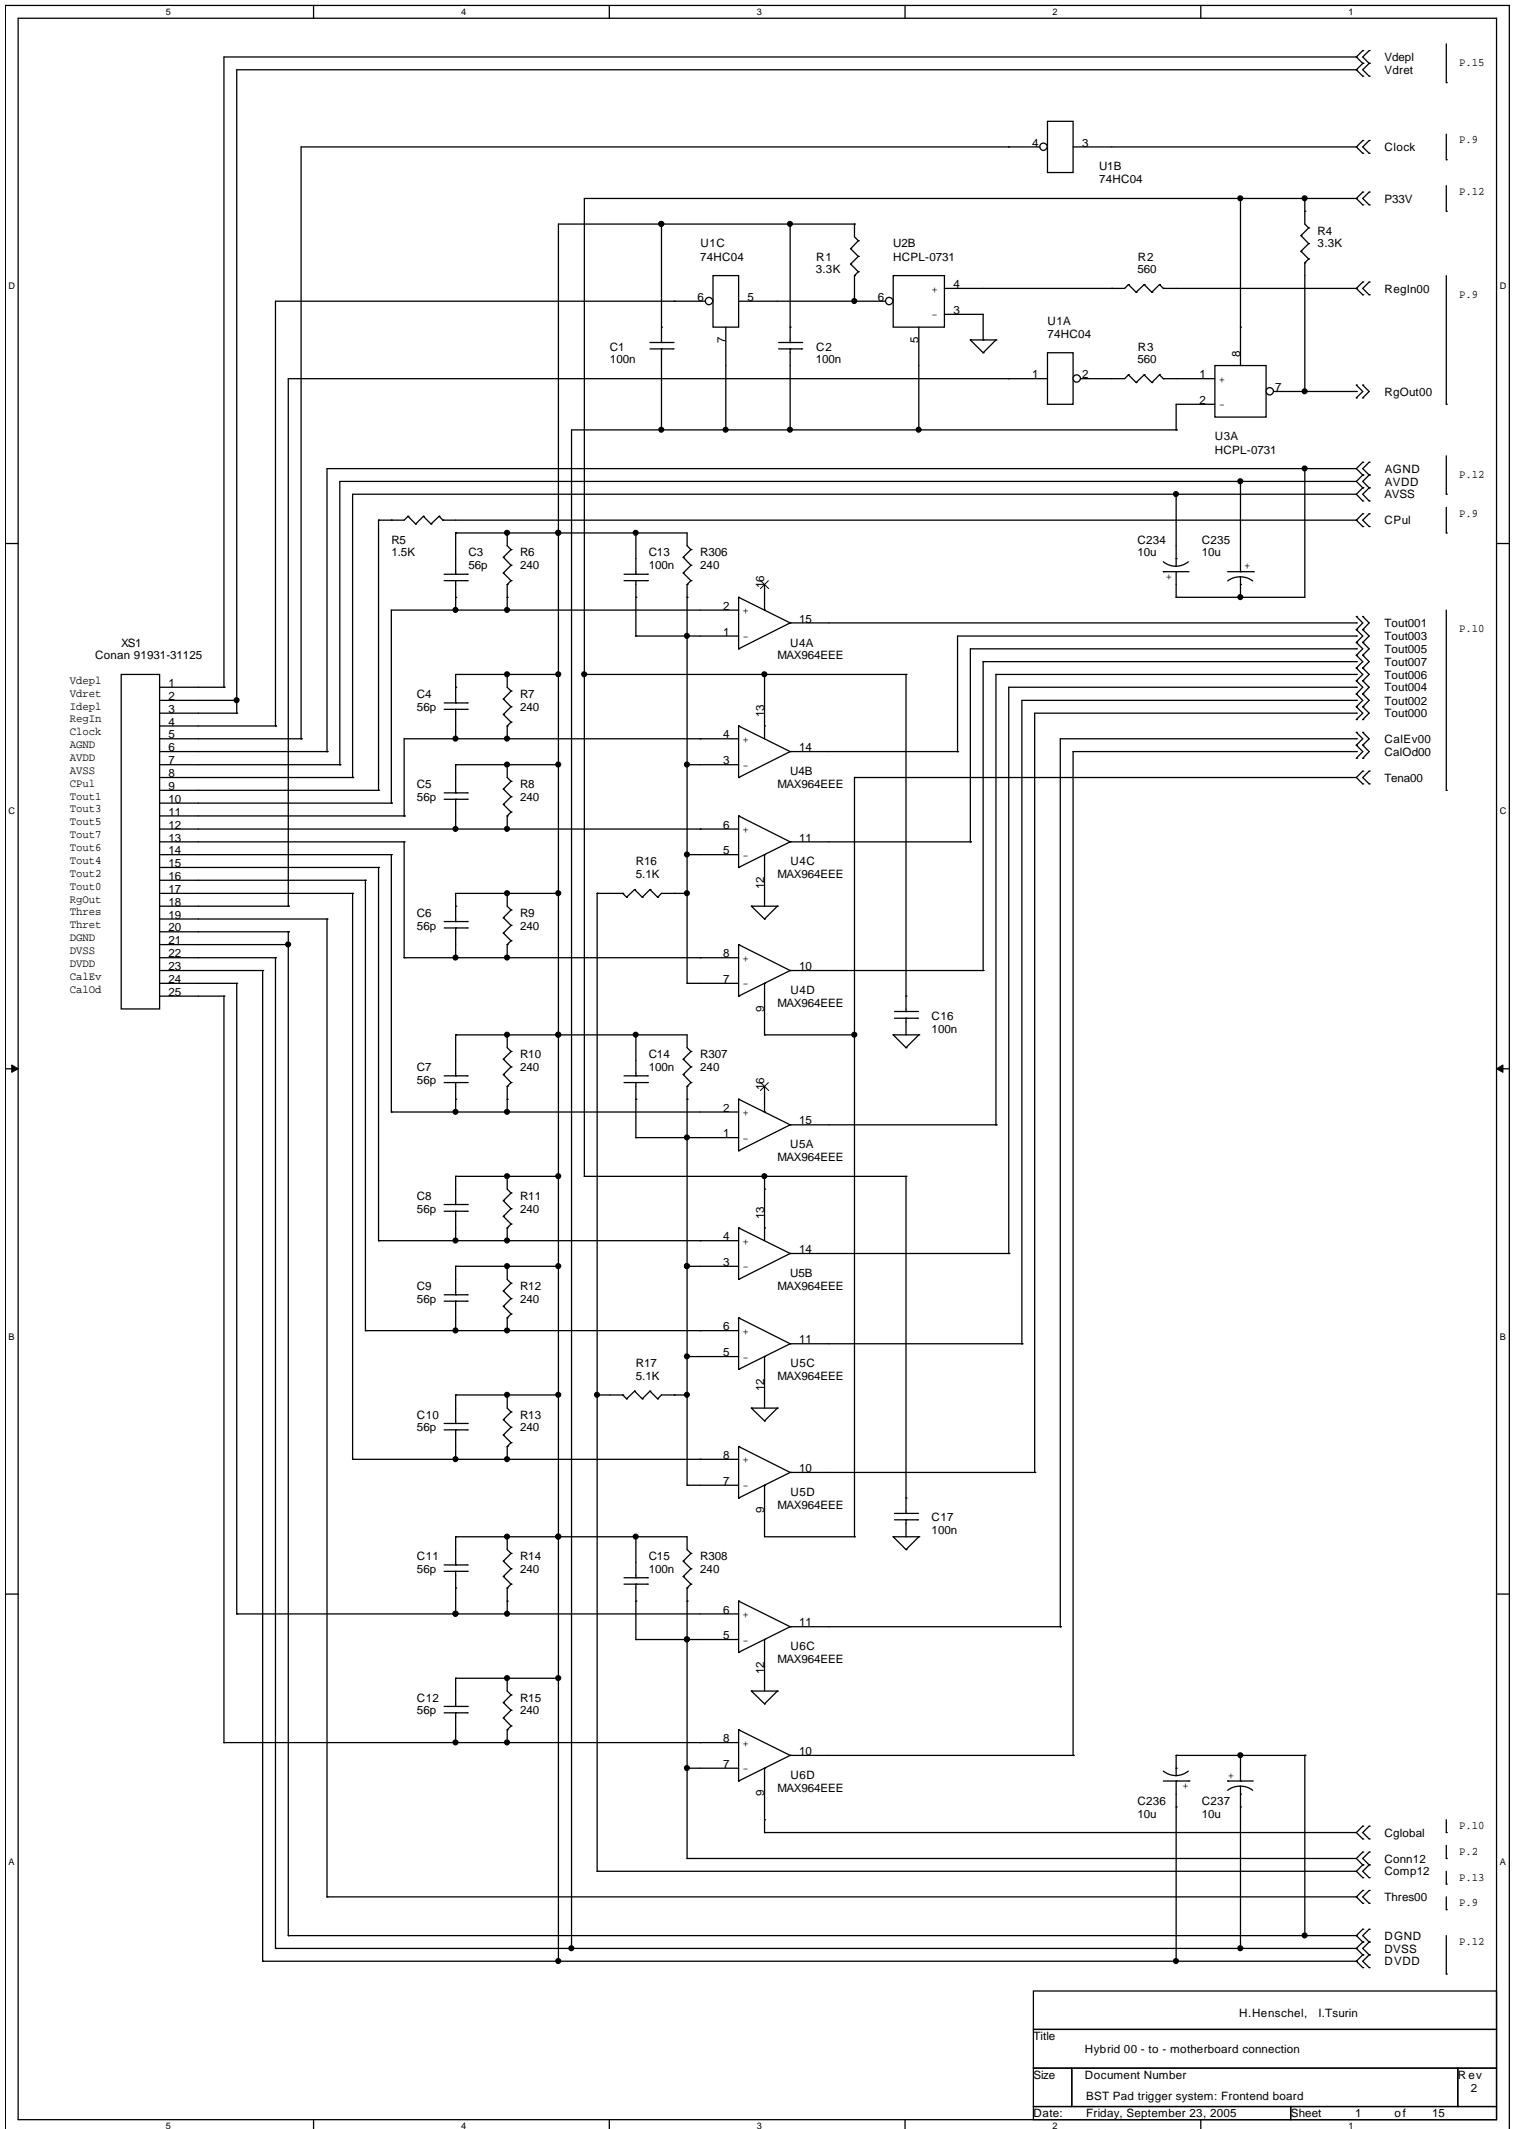 5 4 3 2 1
Vdepl
Vdret
P.15
4 3
Clock
P.9
U1B
74HC04
P33V
P.12
U1C
74HC04
R1
3.3K
U2B
HCPL-0731
R2
560
R4
3.3K
D
D
6 5 6
+ 4
- 3
RegIn00
P.9
U1A
74HC04
C1
100n
7
C2
100n
5
R3
560
8
1 2 1 +
2 -
7
RgOut00
U3A
HCPL-0731
AGND
AVDD
AVSS
P.12
CPul
P.9
R5
1.5K
C3
56p
R6
240
C13
100n
R306
240
C234
10u
C235
10u
+
+
16
2 +
1 -
15
U4A
MAX964EEE
Tout001
Tout003
Tout005
Tout007
Tout006
Tout004
Tout002
Tout000
P.10
CalEv00
CalOd00
Tena00
XS1
Conan 91931-31125
Vdepl 1
Vdret 2
Idepl 3
RegIn 4
Clock 5
AGND 6
AVDD 7
AVSS 8
CPul 9
Tout1 10
Tout3 11
Tout5 12
Tout7 13
Tout6 14
Tout4 15
Tout2 16
Tout0 17
RgOut 18
Thres 19
Thret 20
DGND 21
DVSS 22
DVDD 23
CalEv 24
CalOd 25
C4
56p
R7
240
13
4 +
3 -
14
U4B
MAX964EEE
C5
56p
R8
240
C
C
6 +
5 -
11
12
U4C
MAX964EEE
R16
5.1K
C6
56p
R9
240
8 +
7 -
10
9
U4D
MAX964EEE
C16
100n
C7
56p
R10
240
C14
100n
R307
240
16
2 +
1 -
15
U5A
MAX964EEE
C8
56p
R11
240
13
4 +
3 -
14
U5B
MAX964EEE
C9
56p
R12
240
B
B
6 +
5 -
11
12
U5C
MAX964EEE
R17
5.1K
C10
56p
R13
240
8 +
7 -
10
9
U5D
MAX964EEE
C17
100n
C11
56p
R14
240
C15
100n
R308
240
6 +
5 -
11
12
U6C
MAX964EEE
C12
56p
R15
240
8 +
7 -
10
9
U6D
MAX964EEE
C236
10u
C237
10u
+
+
A
A
Cglobal
P.10
Conn12
P.2
Comp12
P.13
Thres00
P.9
DGND
DVSS
DVDD
P.12
H.Henschel, I.Tsurin
Title
Hybrid 00 - to - motherboard connection
Size Document Number Rev
BST Pad trigger system: Frontend board 2
Date: Friday, September 23, 2005 Sheet 1 of 15
5 4 3 2 1